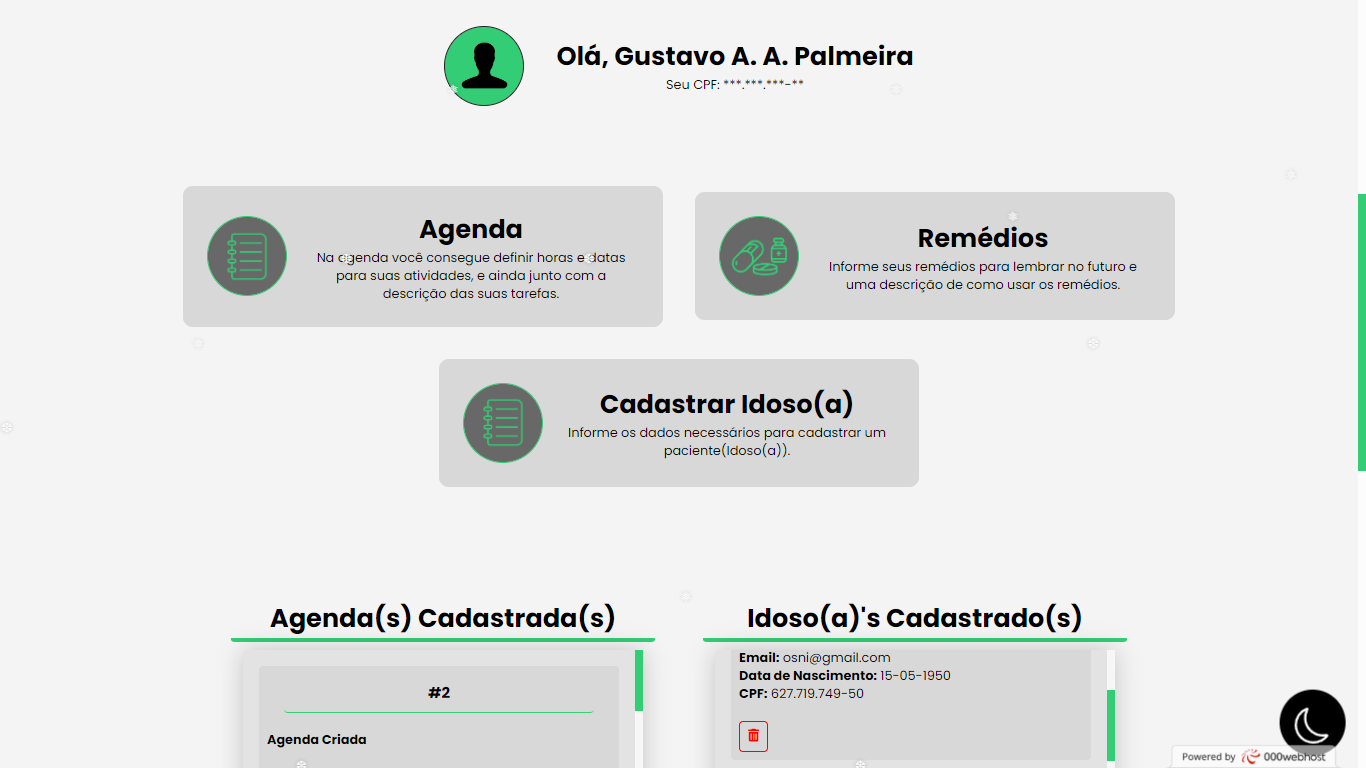 Olá, Gustavo A. A. Palmeira
Seu CPF: ***.***.***-**
Agenda
Na agenda você consegue definir horas e datas
para suas atividades, e ainda junto com a
descrição das suas tarefas.
Remédios
Informe seus remédios para lembrar no futuro e
uma descrição de como usar os remédios.
Cadastrar Idoso(a)
Informe os dados necessários para cadastrar um
paciente(Idoso(a)).
Agenda(s) Cadastrada(s)
#2
Agenda Criada
Idoso(a)'s Cadastrado(s)
Email: osni@gmail.com
Data de Nascimento: 15-05-1950
CPF: 627.719.749-50
Powered by 000webhost